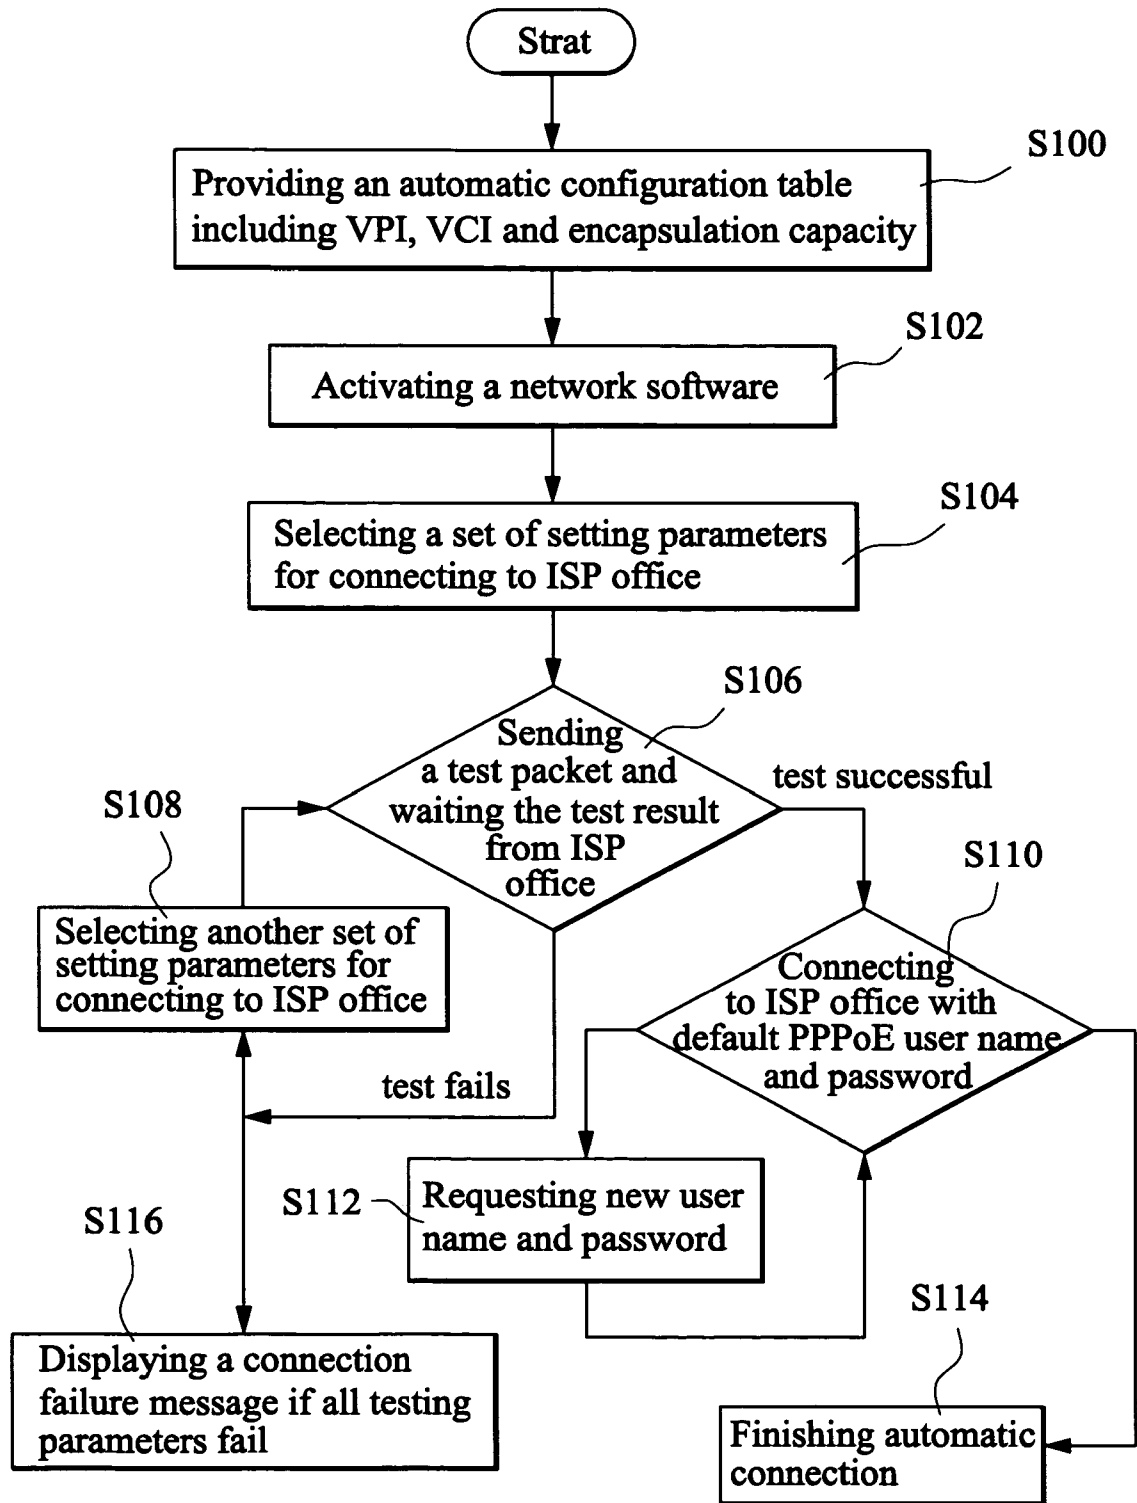 Strat
S100
Providing an automatic configuration table
including VPI, VCI and encapsulation capacity
S102
Activating a network software
S104
Selecting a set of setting parameters
for connecting to ISP office
S106
Sending
a test packet and
waiting the test result
from ISP
office
test successful
S108
Selecting another set of
setting parameters for
connecting to ISP office
S110
Connecting
to ISP office with
default PPPoE user name
and password
test fails
S112
Requesting new user
name and password
S116
Displaying a connection
failure message if all testing
parameters fail
S114
Finishing automatic
connection